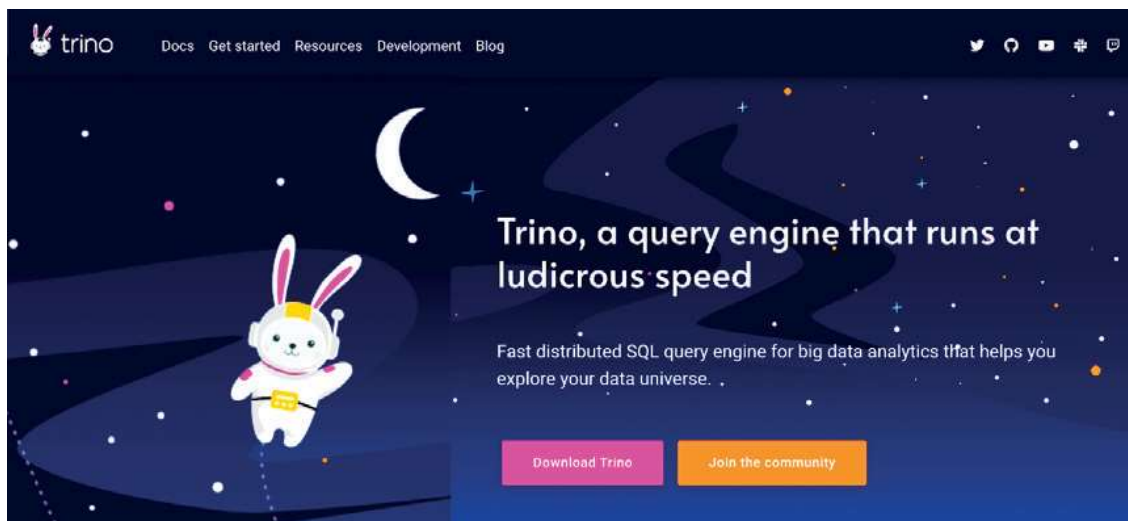 trino
Docs Get started Resources Development Blog
Trino, a query engine that runs at
ludicrous speed
Fast distributed SQL query engine for big data analytics that helps you
explore your data universe.
Download Trino
Join the community